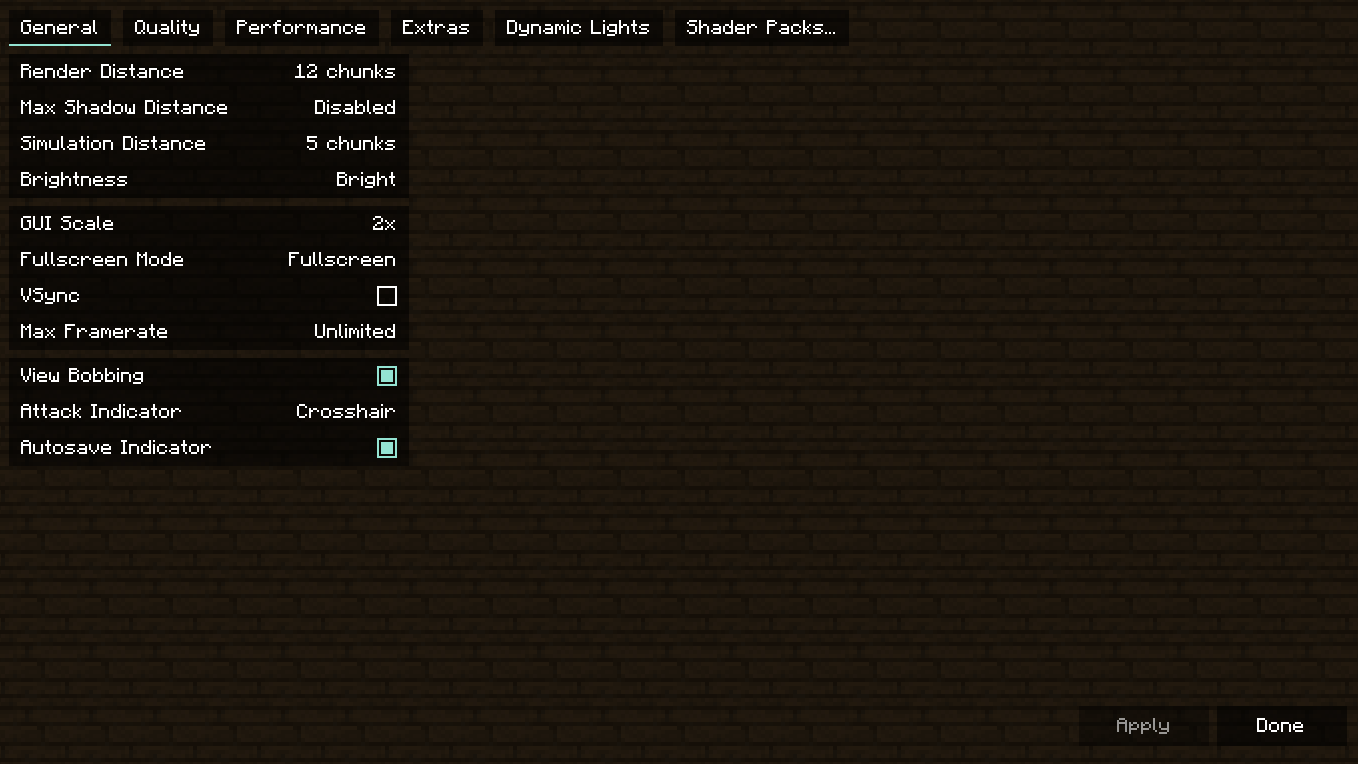 General Quality Performance Extras Dynamic Lights Shader Packs...
Render Distance 12 chunks
Max Shadow Distance Disabled
Simulation Distance 5 chunks
Brightness Bright
GUI Scale 2x
Fullscreen Mode Fullscreen
VSync
Max Framerate Unlimited
View Bobbing
Attack Indicator Crosshair
Autosave Indicator
Apply Done